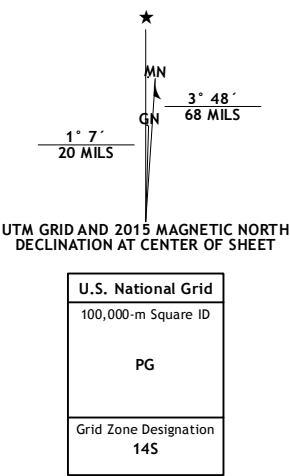 ★
MN
3° 48´
68 MILS
GN
1° 7´
20 MILS
UTM GRID AND 2015 MAGNETIC NORTH
DECLINATION AT CENTER OF SHEET
U.S. National Grid
100,000-m Square ID
PG
Grid Zone Designation
14S